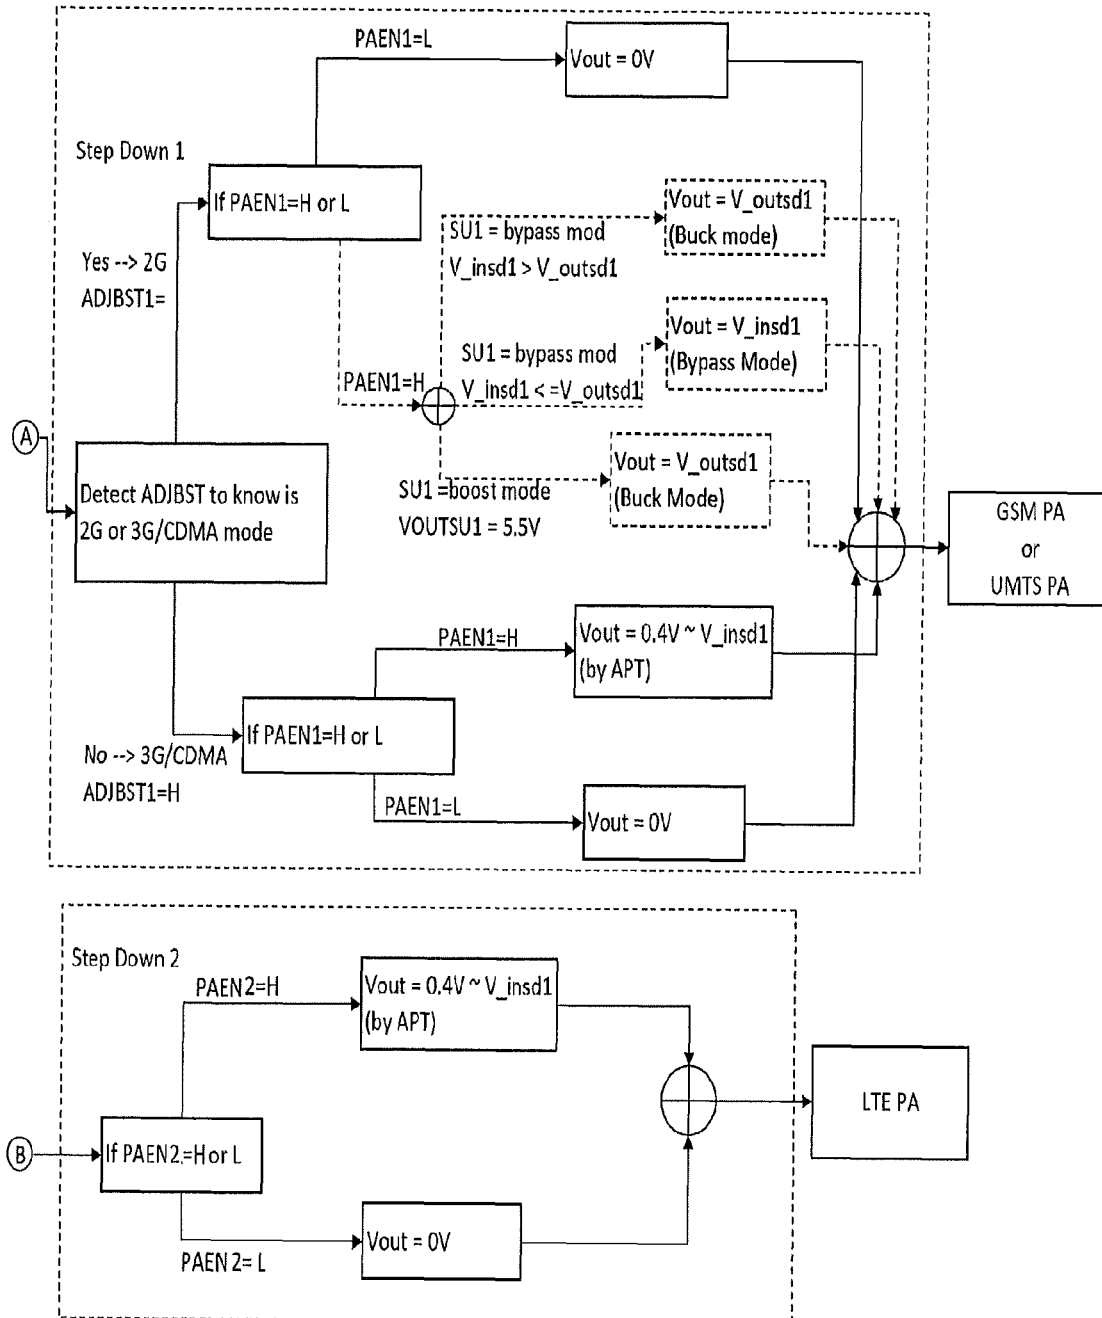 PAEN1=L
Vout = 0V
Step Down 1
If PAEN1=H or L
Yes --> 2G
ADJBST1=
SU1 = bypass mod
V_insd1 > V_outsd1
Vout = V_outsd1
(Buck mode)
SU1 = bypass mod
V_insd1 <=V_outsd1
Vout = V_insd1
(Bypass Mode)
PAEN1=H
A
Detect ADJBST to know is
2G or 3G/CDMA mode
SU1 =boost mode
VOUTSU1 = 5.5V
Vout = V_outsd1
(Buck Mode)
GSM PA
or
UMTS PA
PAEN1=H
Vout = 0.4V ~ V_insd1
(by APT)
If PAEN1=H or L
No --> 3G/CDMA
ADJBST1=H
PAEN1=L
Vout = 0V
Step Down 2
PAEN2=H
Vout = 0.4V ~ V_insd1
(by APT)
LTE PA
B
If PAEN2.=H or L
PAEN 2= L
Vout = 0V